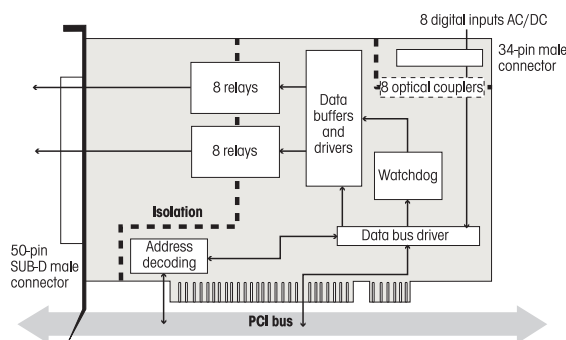 8 digital inputs AC/DC
34-pin male
connector
8 relays
Data
buffers
and
drivers
8 optical couplers
8 relays
Watchdog
Isolation
50-pin
SUB-D male
connector
Address
decoding
Data bus driver
PCI bus